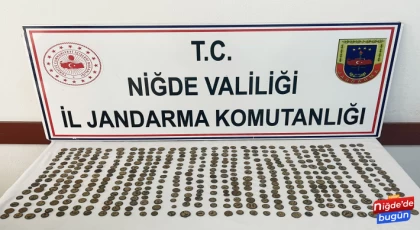 T.C.
NİĞDE VALİLİĞİ
İL JANDARMA KOMUTANLIĞI
Niğde'de
bugün